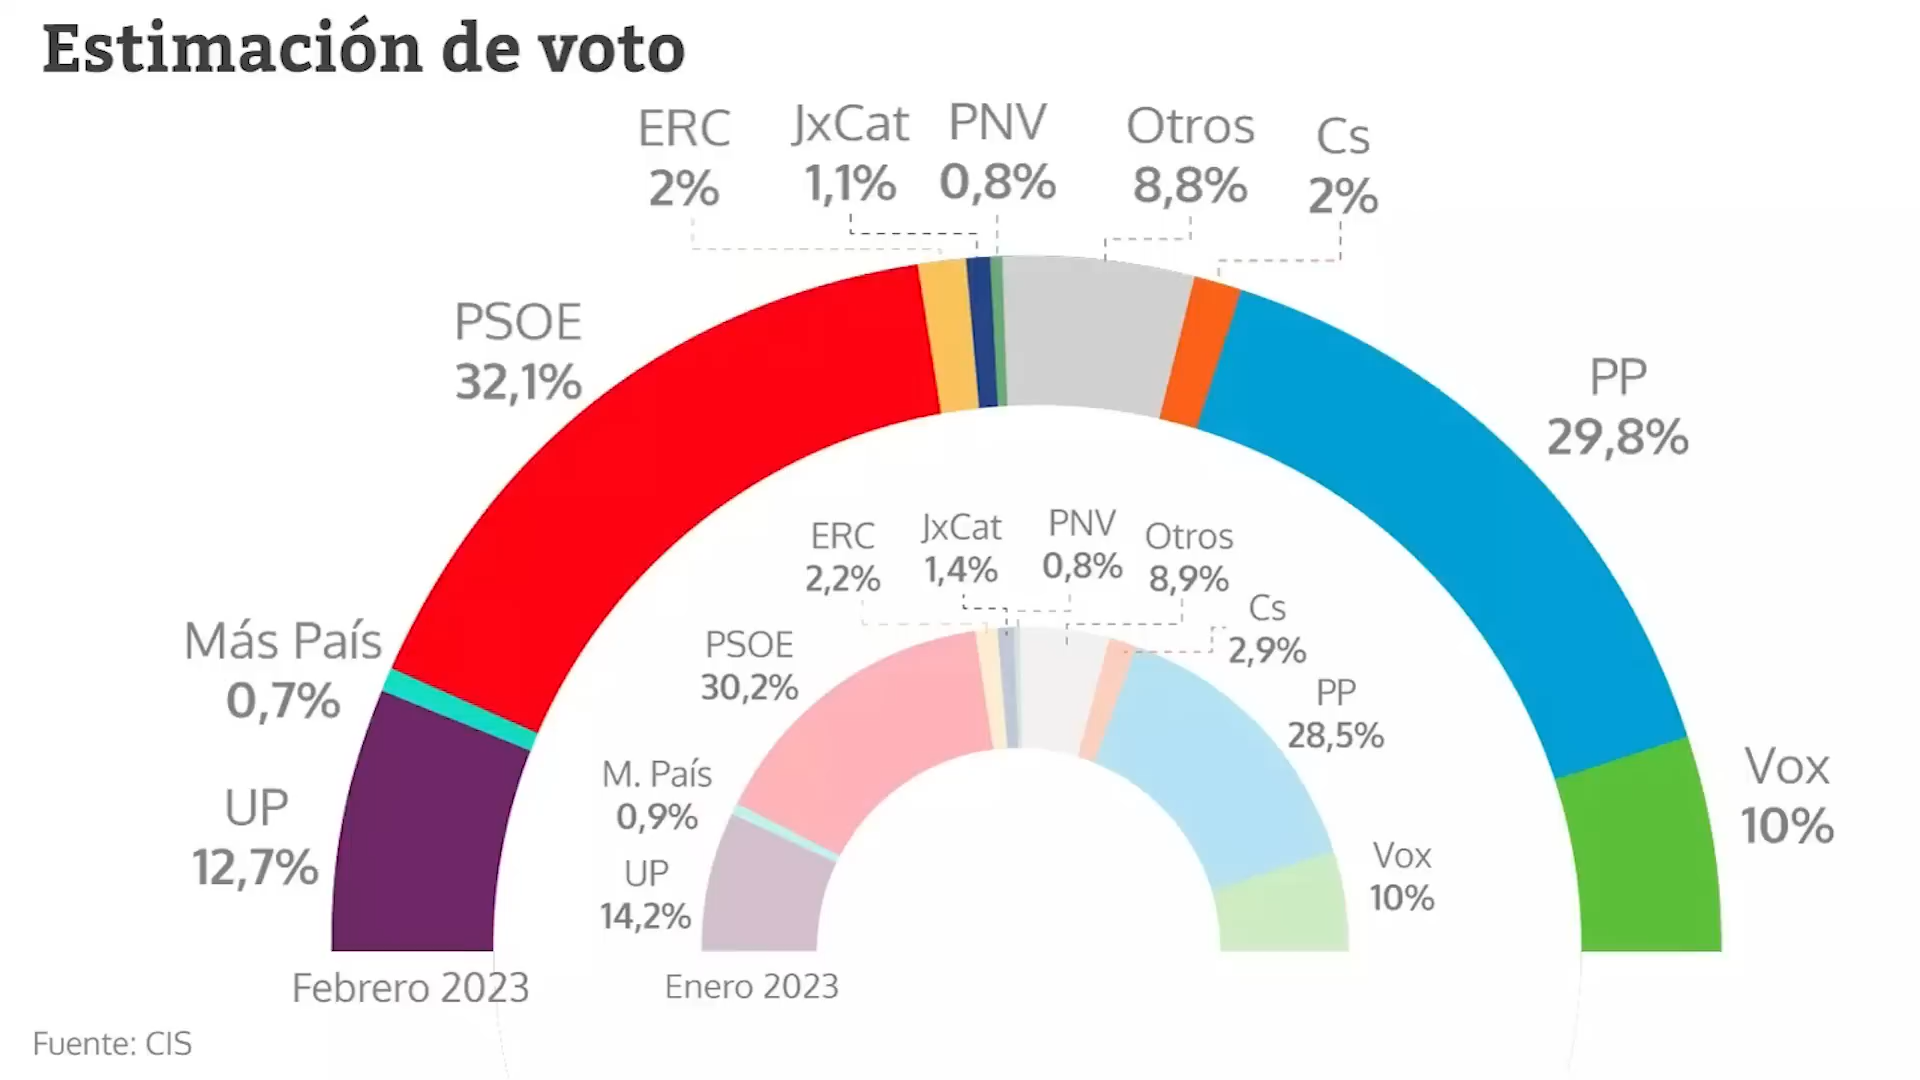 Estimación de voto
ERC
2%
JxCat
1,1%
PNV
0,8%
Otros
8,8%
Cs
2%
PSOE
32,1%
PP
29,8%
Más País
0,7%
UP
12,7%
Vox
10%
Febrero 2023
ERC
2,2%
JxCat
1,4%
PNV
0,8%
Otros
8,9%
Cs
2,9%
PSOE
30,2%
PP
28,5%
M. País
0,9%
UP
14,2%
Vox
10%
Enero 2023
Fuente: CIS